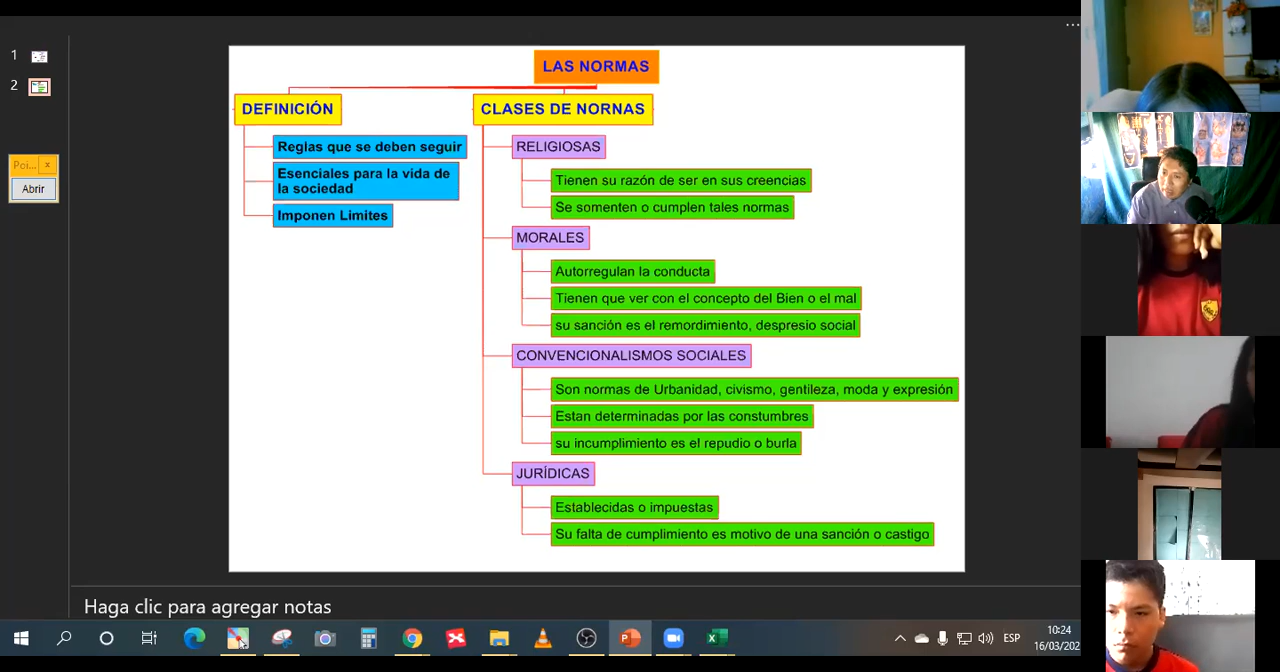 1
2
Poi... x
Abrir
LAS NORMAS
DEFINICIÓN
Reglas que se deben seguir
Esenciales para la vida de
la sociedad
Imponen Limites
CLASES DE NORNAS
RELIGIOSAS
Tienen su razón de ser en sus creencias
Se somenten o cumplen tales normas
MORALES
Autorregulan la conducta
Tienen que ver con el concepto del Bien o el mal
su sanción es el remordimiento, despresio social
CONVENCIONALISMOS SOCIALES
Son normas de Urbanidad, civismo, gentileza, moda y expresión
Estan determinadas por las constumbres
su incumplimiento es el repudio o burla
JURÍDICAS
Establecidas o impuestas
Su falta de cumplimiento es motivo de una sanción o castigo
Haga clic para agregar notas
ESP
10:24
16/03/202